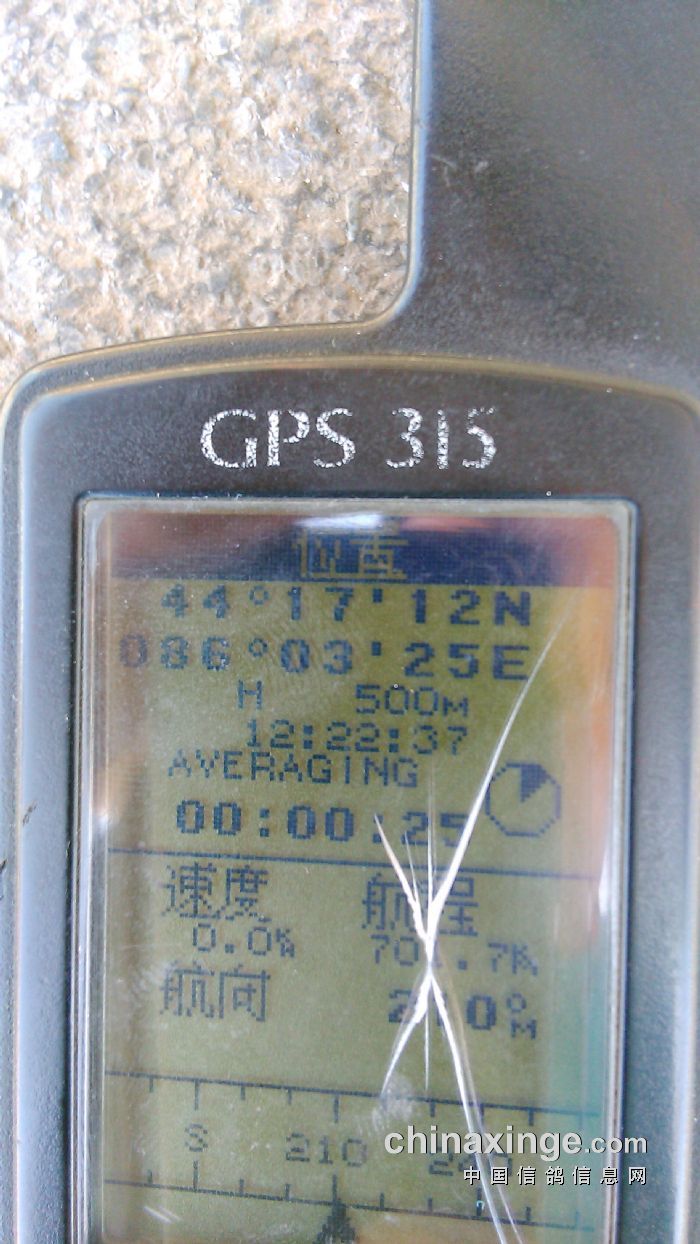 GPS 315
位置
44°17'12N
086°03'25E
H 500M
12:22:37
AVERAGING
00:00:25
速度 航程
0.0
航向
S 210
chinaxinge.com
中国信鸽信息网